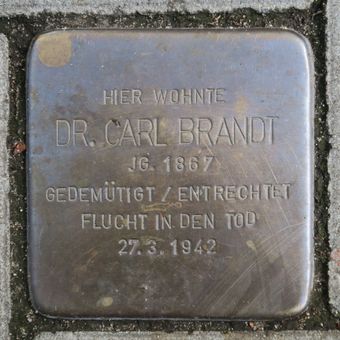 HIER WOHNTE
DR. CARL BRANDT
JG. 1867
GEDEMÜTIGT / ENTRECHTET
FLUCHT IN DEN TOD
27. 3. 1942